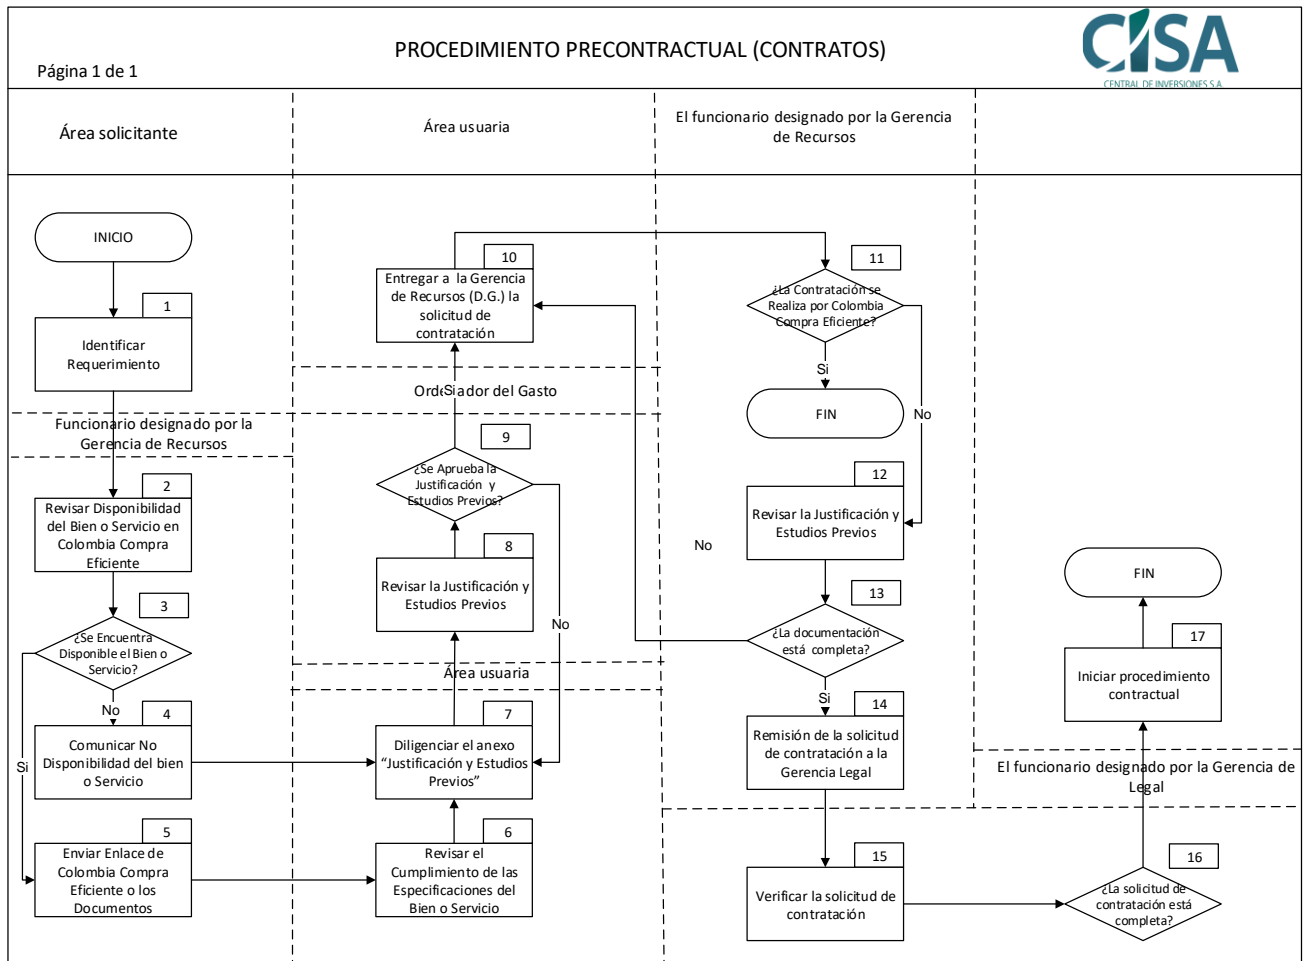 PROCEDIMIENTO PRECONTRACTUAL (CONTRATOS)
Página 1 de 1
CISA
CENTRAL DE INVERSIONES S.A.
Área solicitante
Área usuaria
El funcionario designado por la Gerencia
de Recursos
INICIO
1
Identificar
Requerimiento
Funcionario designado por la
Gerencia de Recursos
2
Revisar Disponibilidad
del Bien o Servicio en
Colombia Compra
Eficiente
3
¿Se Encuentra
Disponible el Bien o
Servicio?
No
Si
4
Comunicar No
Disponibilidad del bien
o Servicio
5
Enviar Enlace de
Colombia Compra
Eficiente o los
Documentos
10
Entregar a la Gerencia
de Recursos (D.G.) la
solicitud de
contratación
Ordenador del Gasto
Si
9
¿Se Aprueba la
Justificación y
Estudios Previos?
No
8
Revisar la Justificación y
Estudios Previos
Área usuaria
7
Diligenciar el anexo
“Justificación y Estudios
Previos”
6
Revisar el
Cumplimiento de las
Especificaciones del
Bien o Servicio
11
¿La Contratación se
Realiza por Colombia
Compra Eficiente?
Si
No
FIN
12
Revisar la Justificación y
Estudios Previos
No
13
¿La documentación
está completa?
Si
14
Remisión de la solicitud
de contratación a la
Gerencia Legal
15
Verificar la solicitud de
contratación
FIN
17
Iniciar procedimiento
contractual
El funcionario designado por la Gerencia de
Legal
16
¿La solicitud de
contratación está
completa?